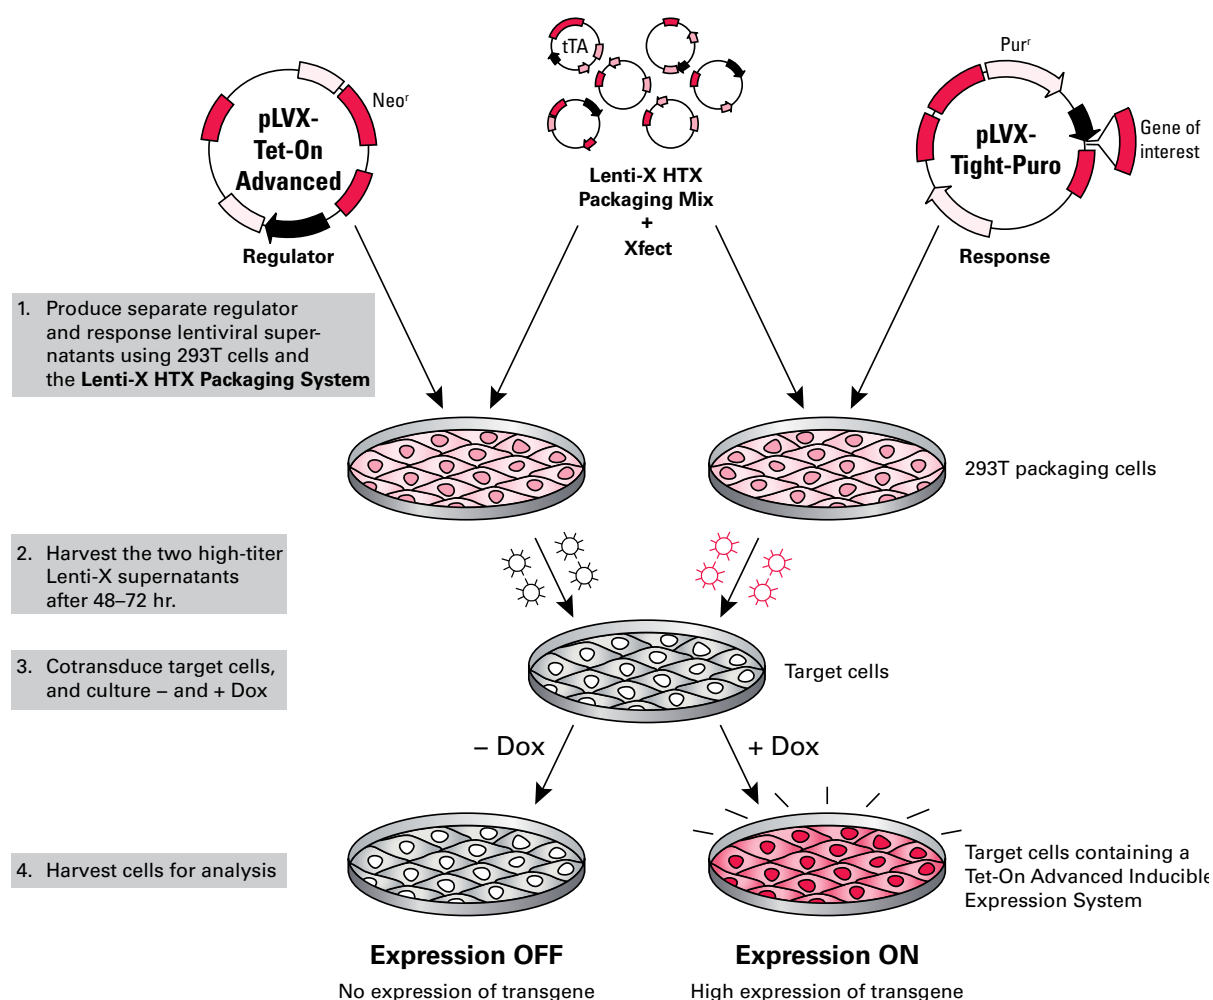 tTA
Purʳ
Neoʳ
pLVX-
Tet-On
Advanced
pLVX-
Tight-Puro
Gene of
interest
Lenti-X HTX
Packaging Mix
+
Xfect
Regulator
Response
1. Produce separate regulator
and response lentiviral super-
natants using 293T cells and
the Lenti-X HTX Packaging System
293T packaging cells
2. Harvest the two high-titer
Lenti-X supernatants
after 48–72 hr.
3. Cotransduce target cells,
and culture – and + Dox
Target cells
– Dox
+ Dox
4. Harvest cells for analysis
Target cells containing a
Tet-On Advanced Inducible
Expression System
Expression OFF
No expression of transgene
Expression ON
High expression of transgene